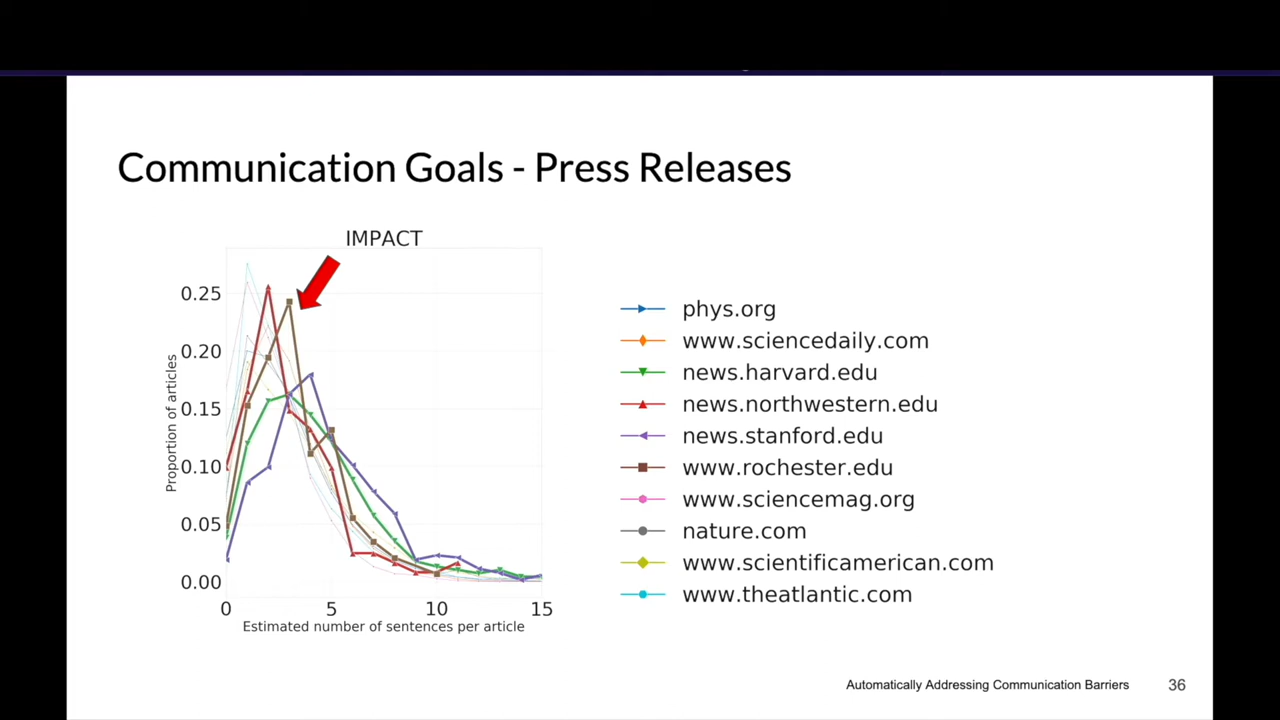 Communication Goals - Press Releases
IMPACT
0.25
0.20
0.15
0.10
0.05
0.00
Proportion of articles
0 5 10 15
Estimated number of sentences per article
phys.org
www.sciencedaily.com
news.harvard.edu
news.northwestern.edu
news.stanford.edu
www.rochester.edu
www.sciencemag.org
nature.com
www.scientificamerican.com
www.theatlantic.com
Automatically Addressing Communication Barriers 36